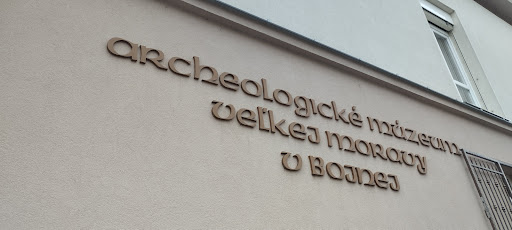 archeologické múzeum
veľkej moravy
v Bojnej